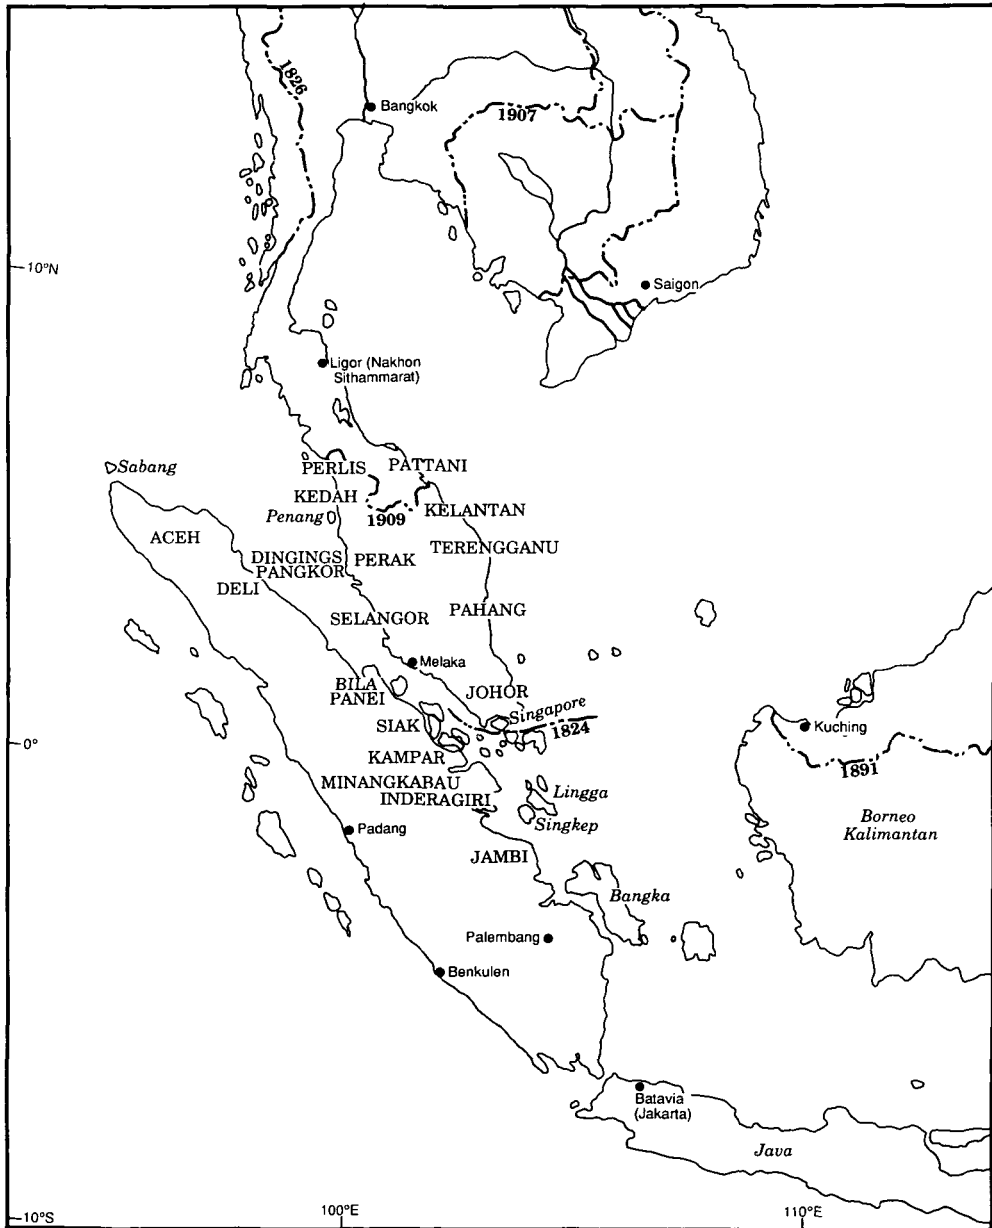 1826
Bangkok
1907
10°N
Saigon
Ligor (Nakhon
Sithammarat)
Sabang
PERLIS
PATTANI
KEDAH
Penang
1909
KELANTAN
ACEH
TERENGGANU
DINGINGS
PANGKOR
PERAK
DELI
SELANGOR
PAHANG
Melaka
BILA
PANEI
JOHOR
Singapore
SIAK
1824
Kuching
0°
KAMPAR
1891
MINANGKABAU
INDERAGIRI
Lingga
Singkep
Borneo
Kalimantan
Padang
JAMBI
Bangka
Palembang
Benkulen
Batavia
(Jakarta)
Java
10°S
100°E
110°E